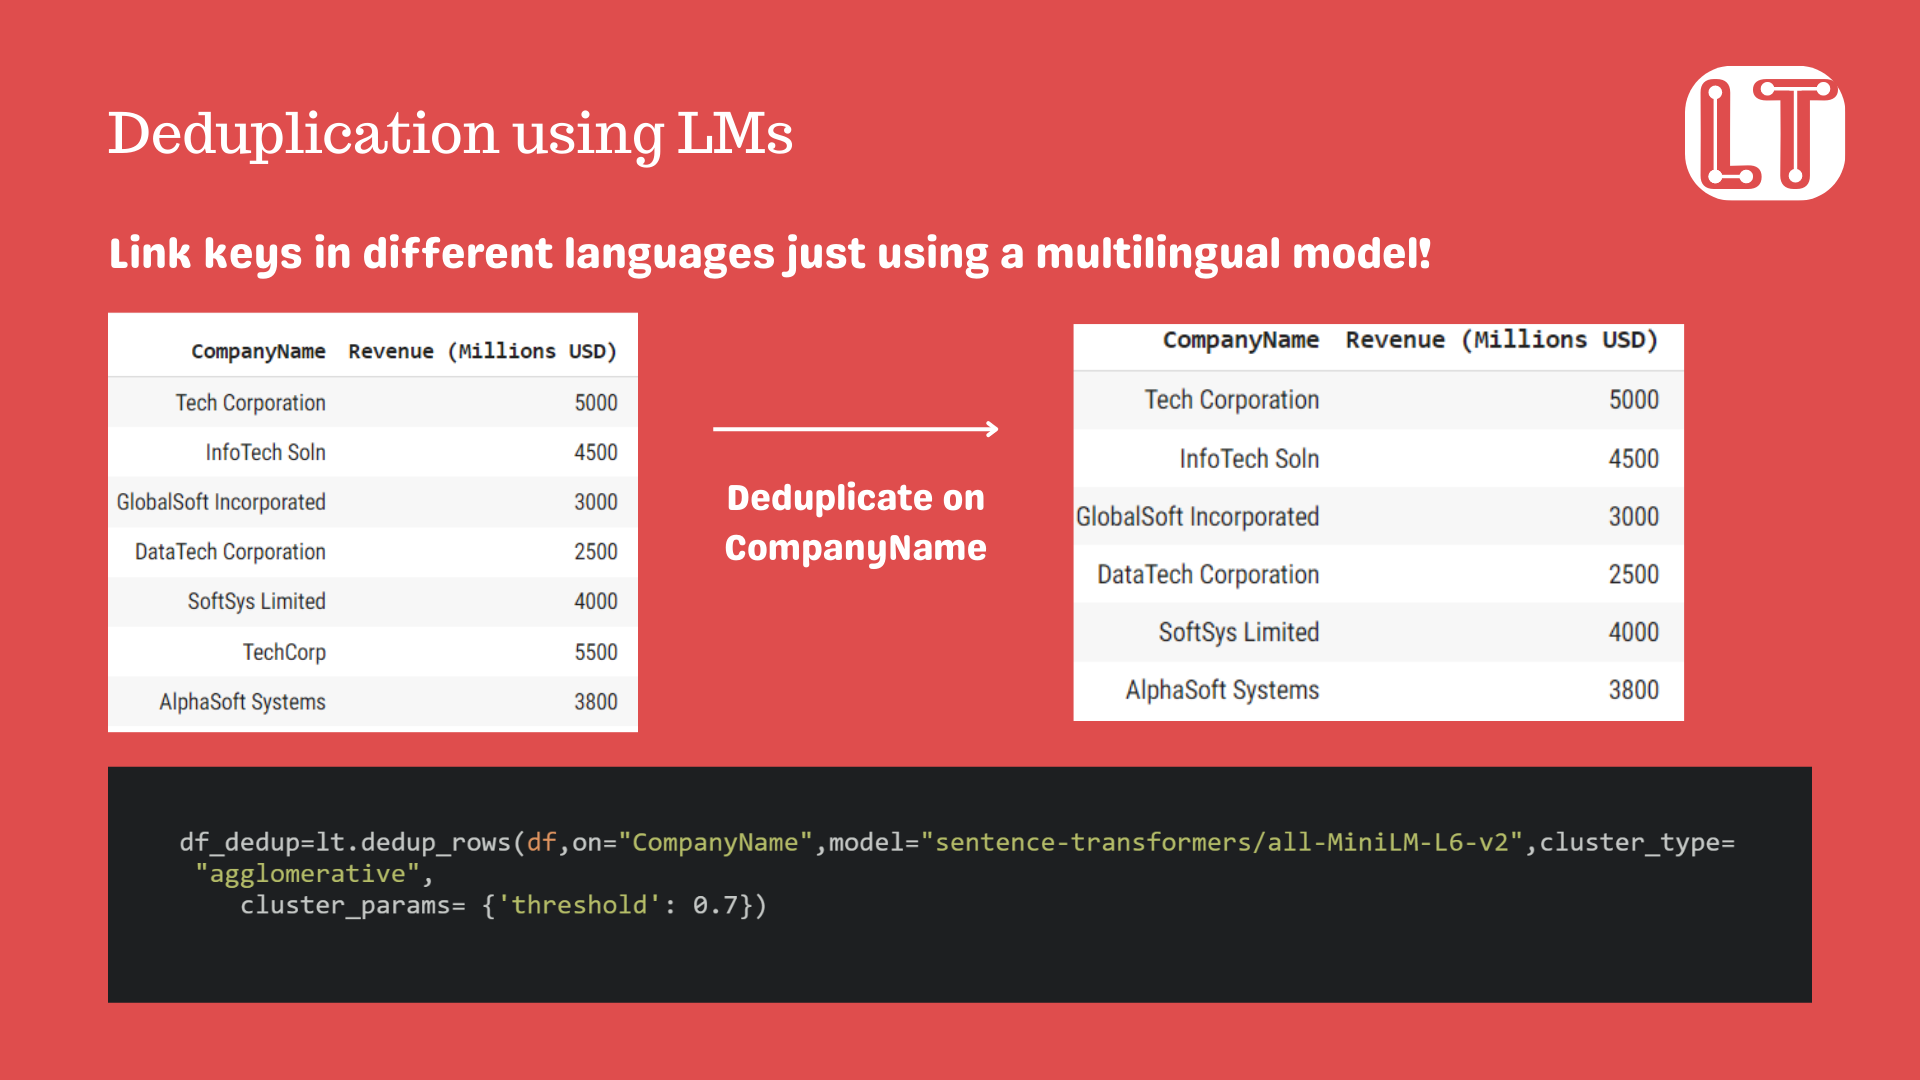 Deduplication using LMs
LT
Link keys in different languages just using a multilingual model!
CompanyName Revenue (Millions USD)
Tech Corporation 5000
InfoTech Soln 4500
GlobalSoft Incorporated 3000
DataTech Corporation 2500
SoftSys Limited 4000
TechCorp 5500
AlphaSoft Systems 3800
Deduplicate on
CompanyName
CompanyName Revenue (Millions USD)
Tech Corporation 5000
InfoTech Soln 4500
GlobalSoft Incorporated 3000
DataTech Corporation 2500
SoftSys Limited 4000
AlphaSoft Systems 3800
df_dedup=lt.dedup_rows(df,on="CompanyName",model="sentence-transformers/all-MiniLM-L6-v2",cluster_type=
"agglomerative",
cluster_params= {'threshold': 0.7})